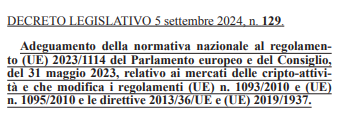 DECRETO LEGISLATIVO 5 settembre 2024, n. 129.
Adeguamento della normativa nazionale al regolamen-
to (UE) 2023/1114 del Parlamento europeo e del Consiglio,
del 31 maggio 2023, relativo ai mercati delle cripto-attivi-
tà e che modifica i regolamenti (UE) n. 1093/2010 e (UE)
n. 1095/2010 e le direttive 2013/36/UE e (UE) 2019/1937.